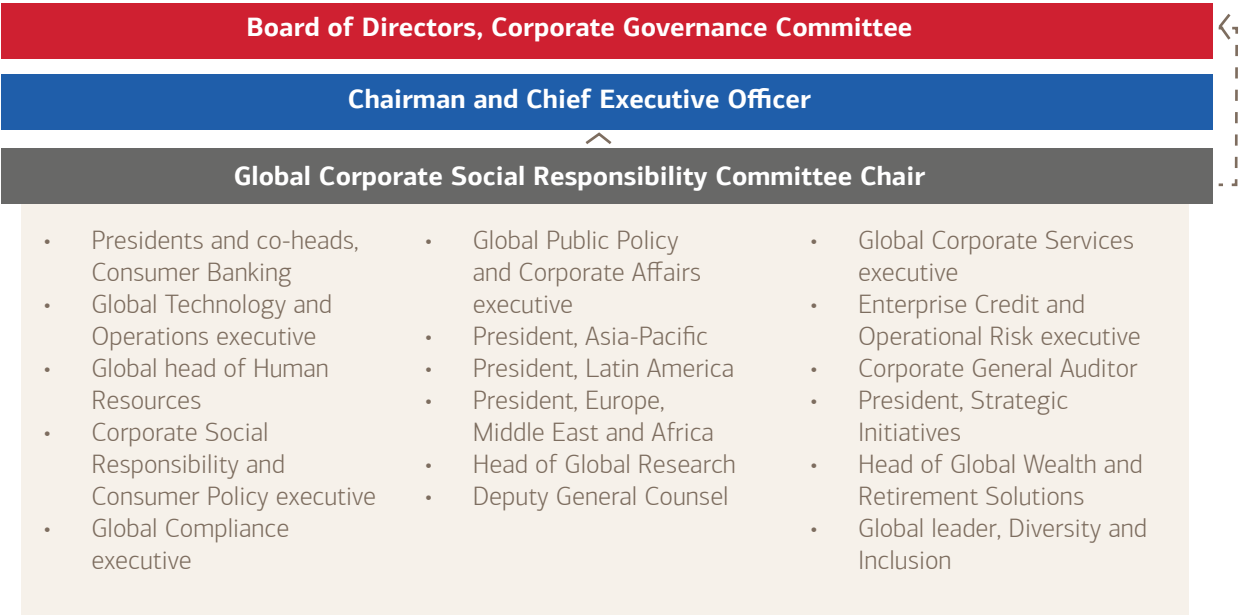 Board of Directors, Corporate Governance Committee
Chairman and Chief Executive Officer
Global Corporate Social Responsibility Committee Chair
• Presidents and co-heads,
Consumer Banking
• Global Technology and
Operations executive
• Global head of Human
Resources
• Corporate Social
Responsibility and
Consumer Policy executive
• Global Compliance
executive
• Global Public Policy
and Corporate Affairs
executive
• President, Asia-Pacific
• President, Latin America
• President, Europe,
Middle East and Africa
• Head of Global Research
• Deputy General Counsel
• Global Corporate Services
executive
• Enterprise Credit and
Operational Risk executive
• Corporate General Auditor
• President, Strategic
Initiatives
• Head of Global Wealth and
Retirement Solutions
• Global leader, Diversity and
Inclusion